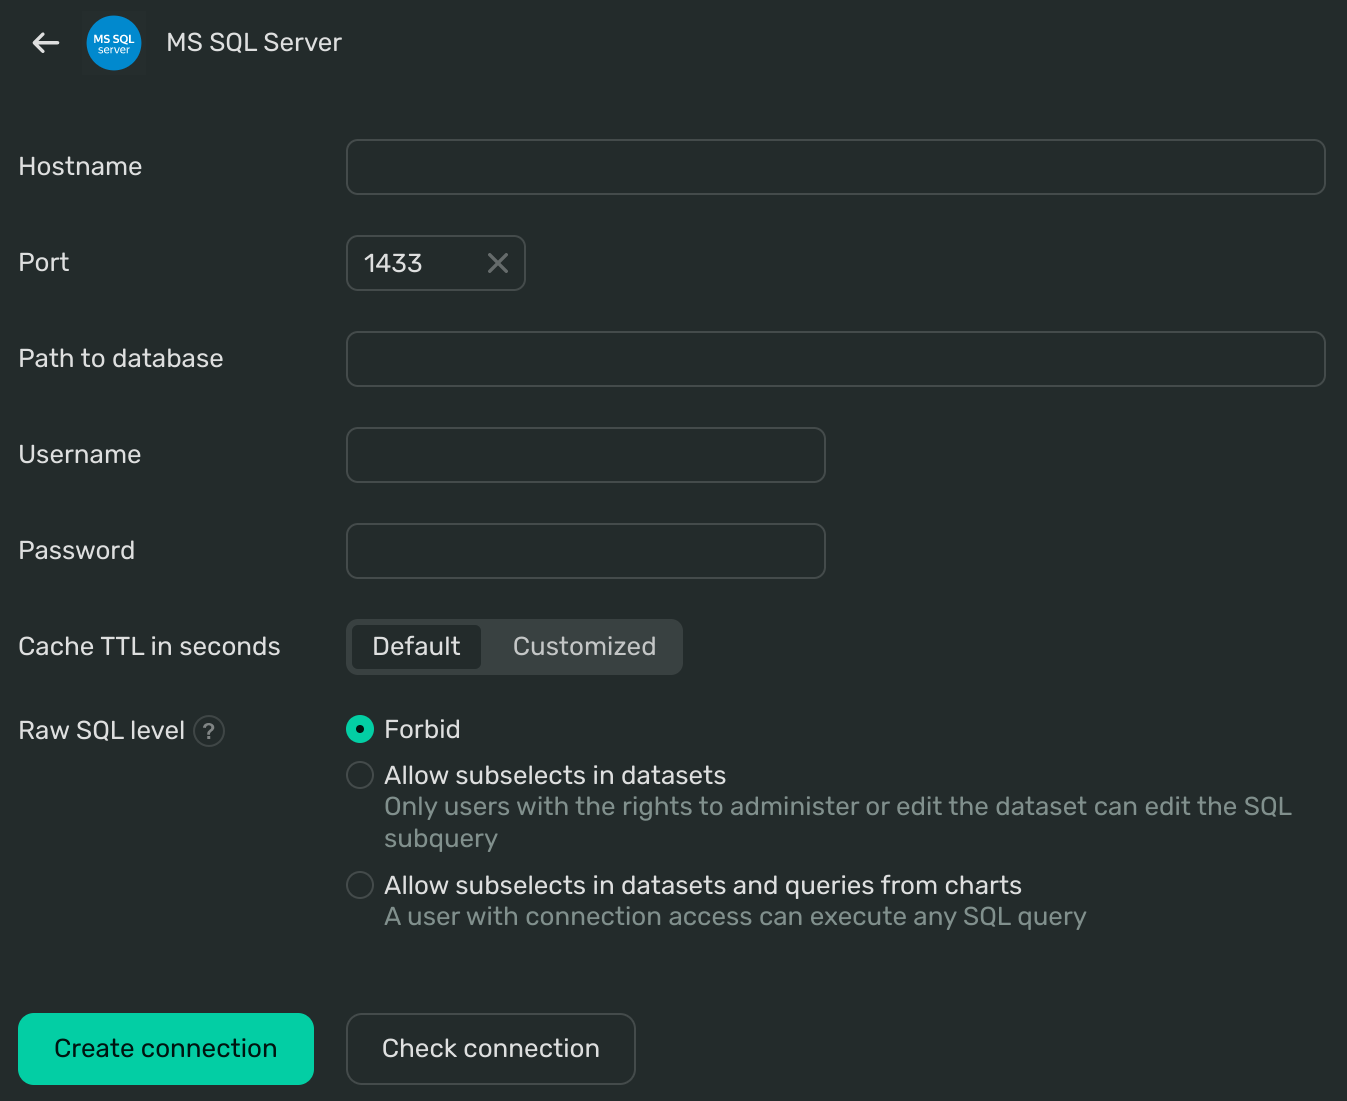 MS SQL
server
MS SQL Server
Hostname
Port
1433
Path to database
Username
Password
Cache TTL in seconds
Default
Customized
Raw SQL level
?
Forbid
Allow subselects in datasets
Only users with the rights to administer or edit the dataset can edit the SQL
subquery
Allow subselects in datasets and queries from charts
A user with connection access can execute any SQL query
Create connection
Check connection